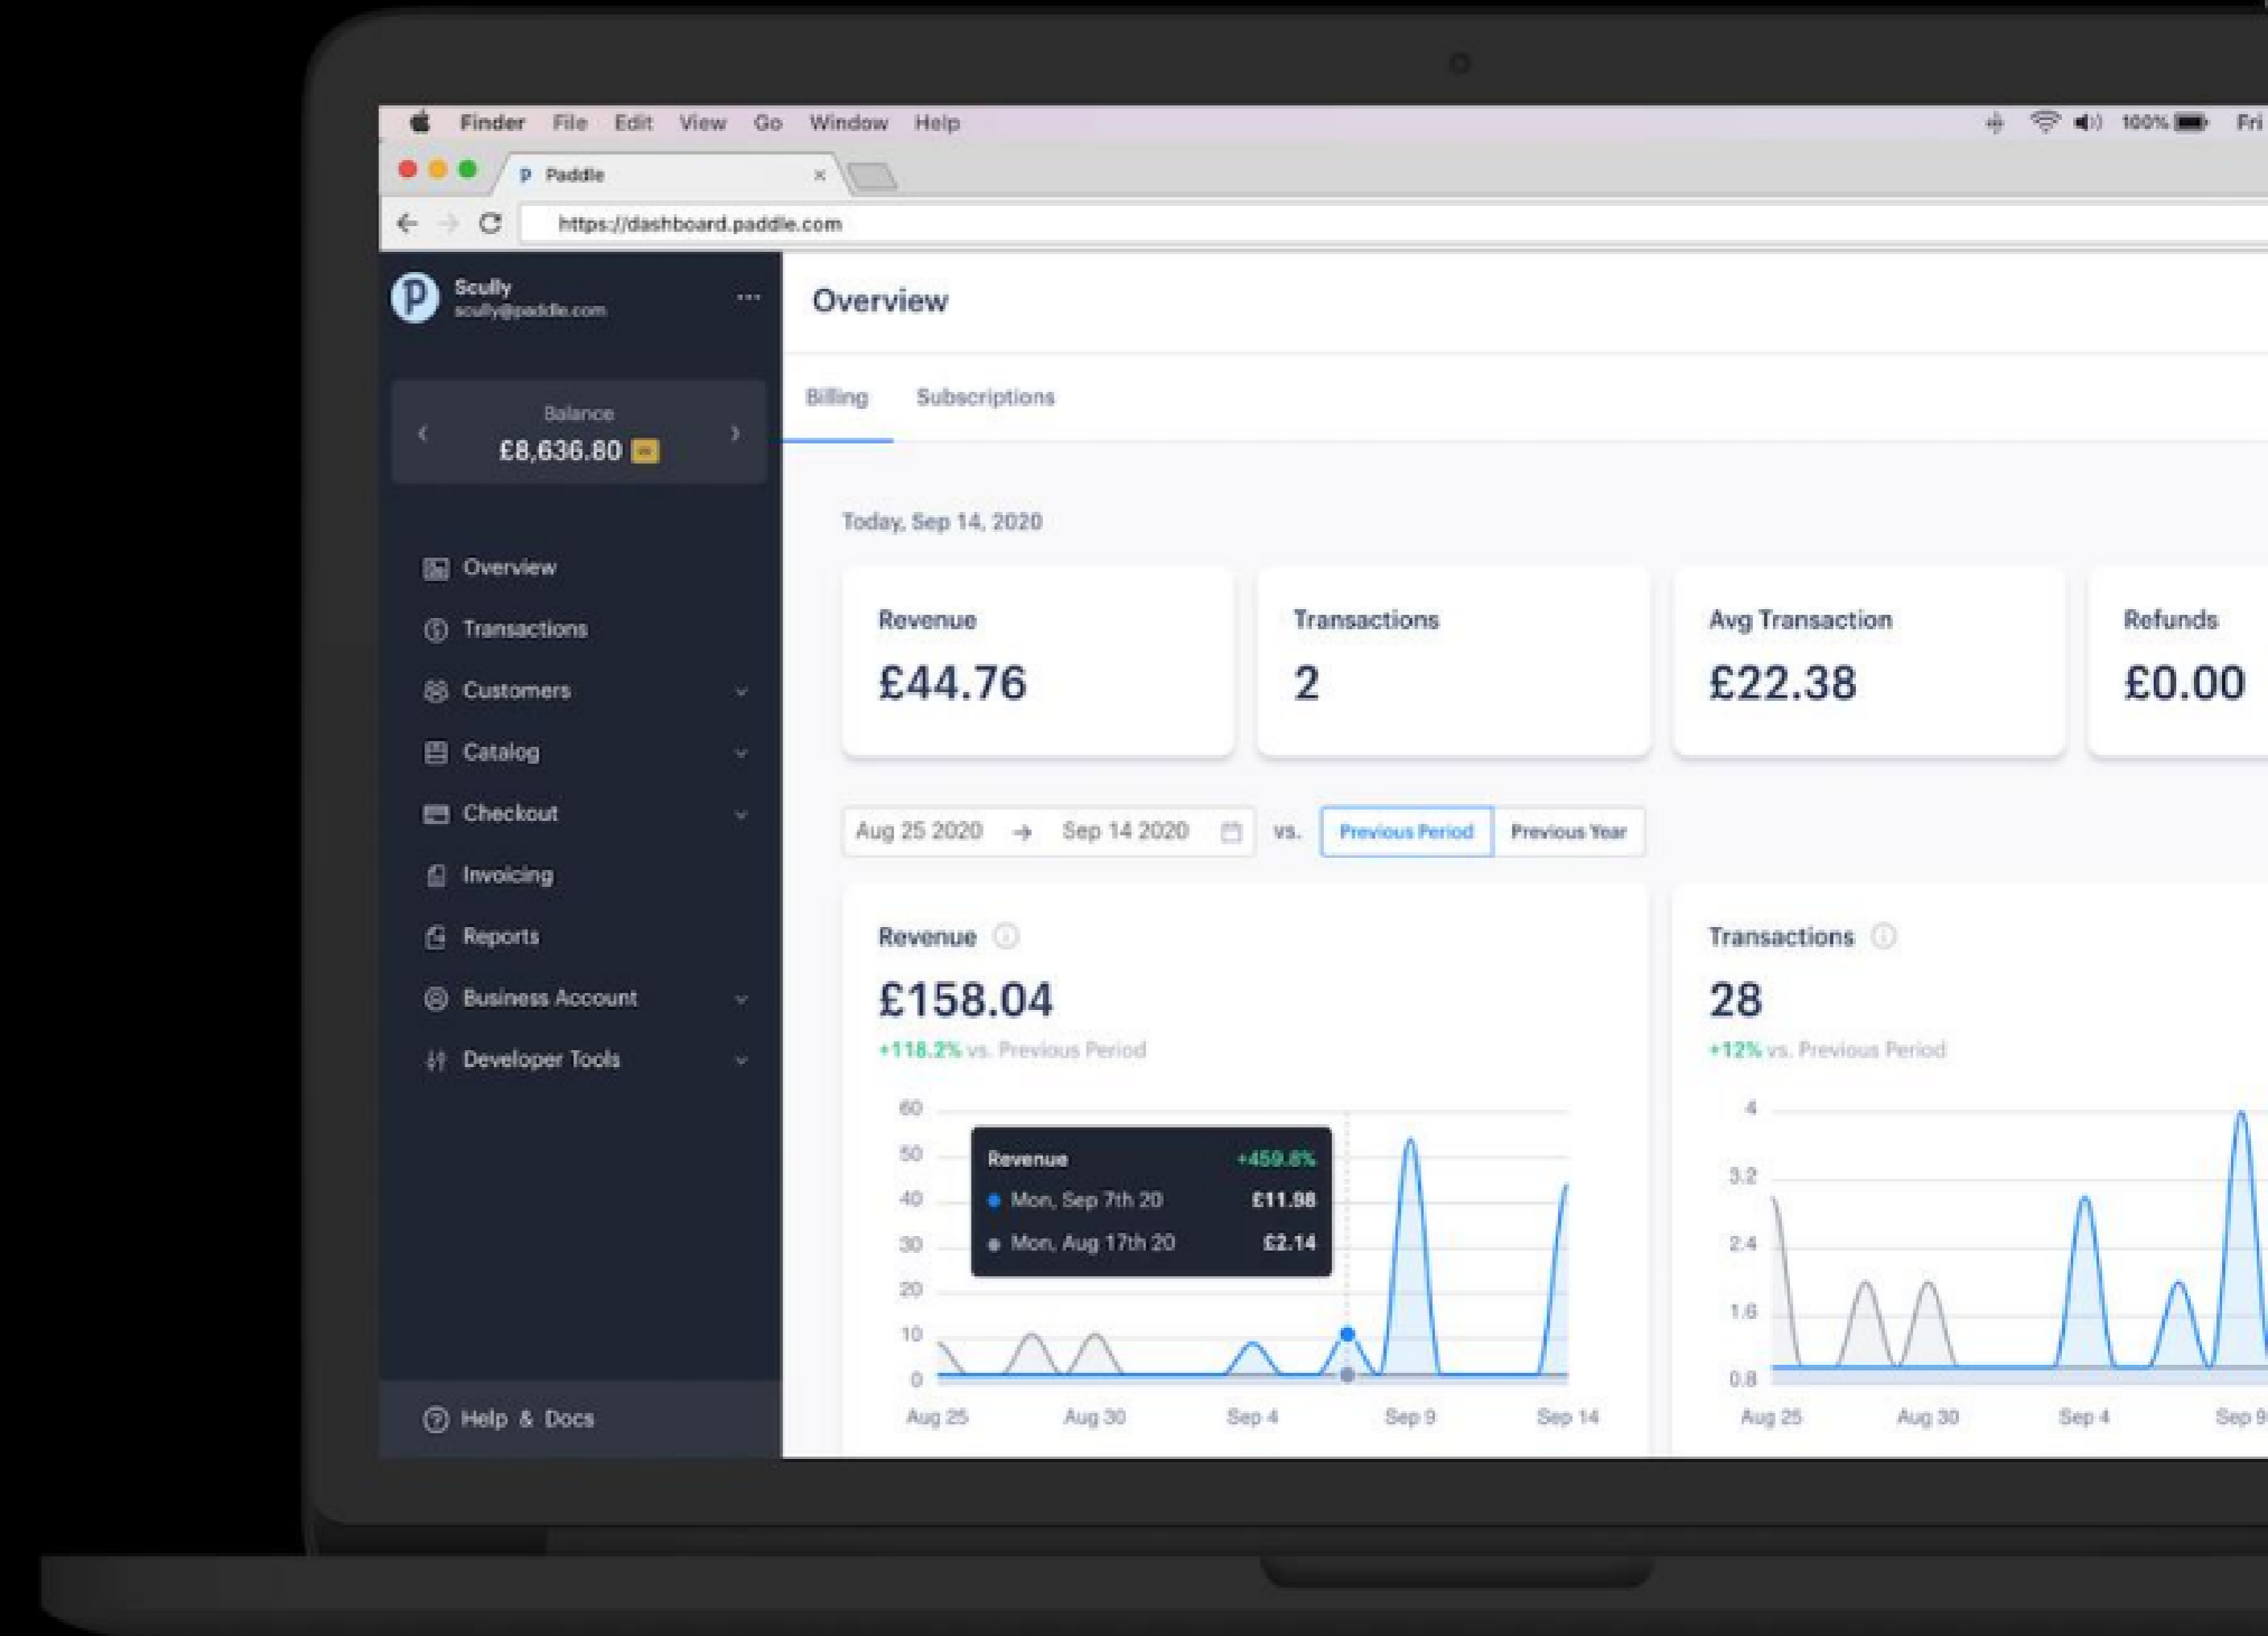 Finder File Edit View Go Window Help 100% Fri
P Paddle ×
https://dashboard.paddle.com
P Scully ...
scully@paddle.com
Balance
£8,636.80
Overview
Transactions
Customers
Catalog
Checkout
Invoicing
Reports
Business Account
Developer Tools
Help & Docs
Overview
Billing Subscriptions
Today, Sep 14, 2020
Revenue
£44.76
Transactions
2
Avg Transaction
£22.38
Refunds
£0.00
Aug 25 2020 → Sep 14 2020 vs. Previous Period Previous Year
Revenue
£158.04
+118.2% vs. Previous Period
60
50
40
30
20
10
0
Revenue +459.8%
Mon, Sep 7th 20 £11.98
Mon, Aug 17th 20 £2.14
Aug 25 Aug 30 Sep 4 Sep 9 Sep 14
Transactions
28
+12% vs. Previous Period
4
3.2
2.4
1.6
0.8
Aug 25 Aug 30 Sep 4 Sep 9